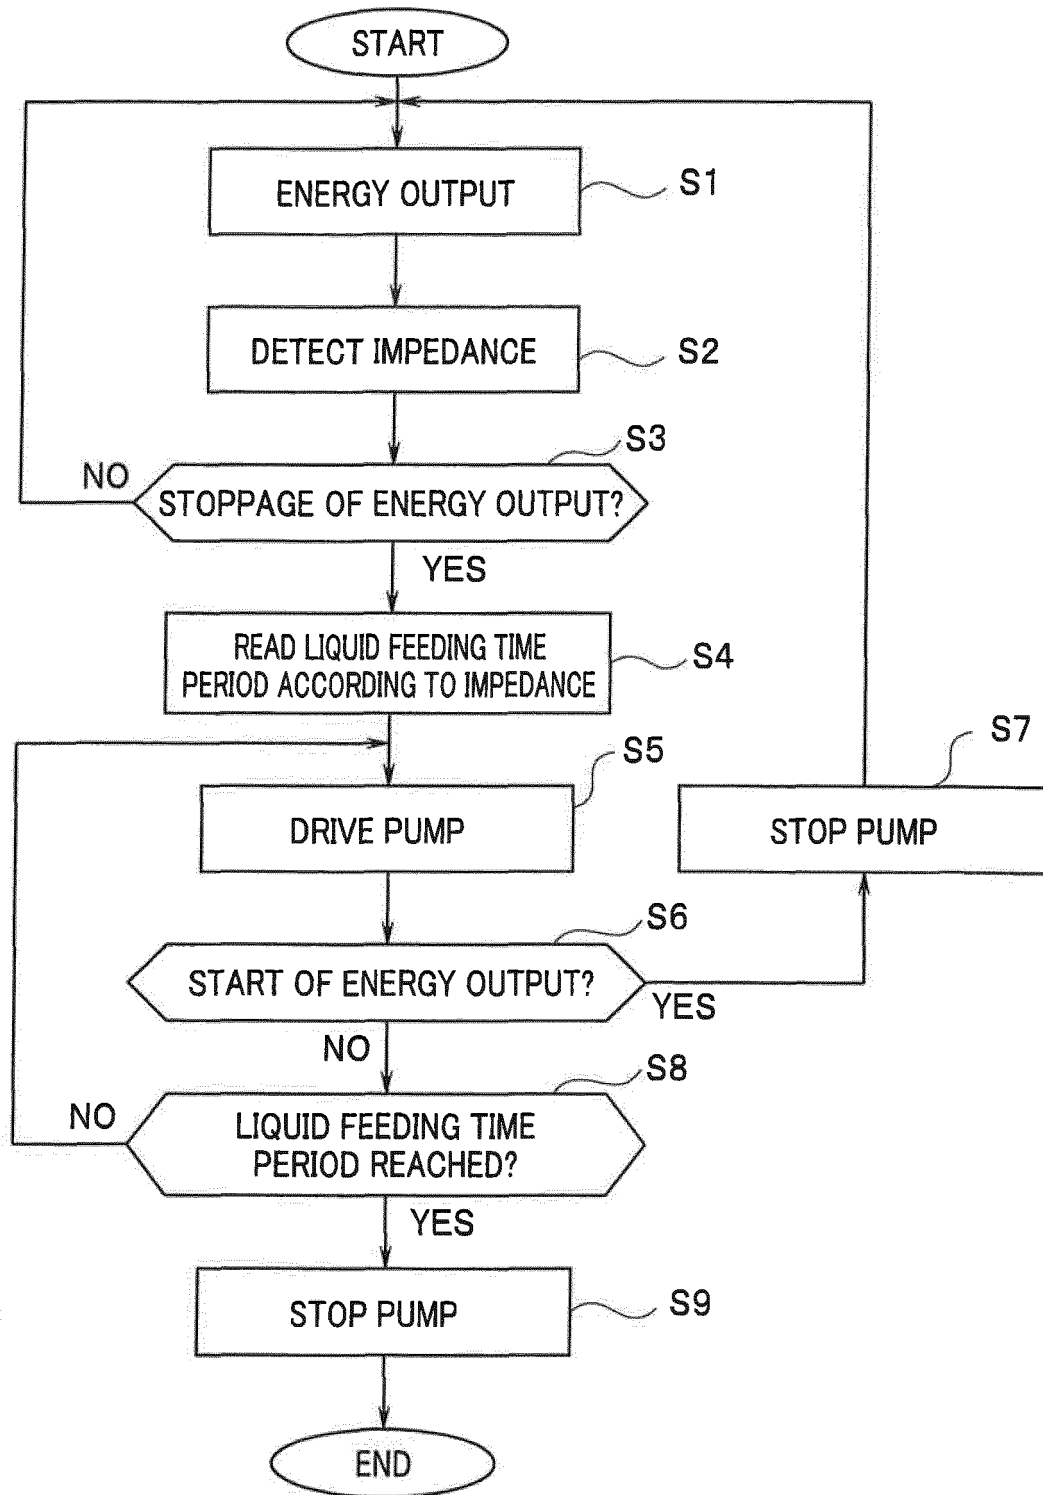 START
ENERGY OUTPUT
S1
DETECT IMPEDANCE
S2
S3
NO
STOPPAGE OF ENERGY OUTPUT?
YES
READ LIQUID FEEDING TIME
PERIOD ACCORDING TO IMPEDANCE
S4
S5
S7
DRIVE PUMP
STOP PUMP
S6
START OF ENERGY OUTPUT?
YES
NO
S8
NO
LIQUID FEEDING TIME
PERIOD REACHED?
YES
STOP PUMP
S9
END